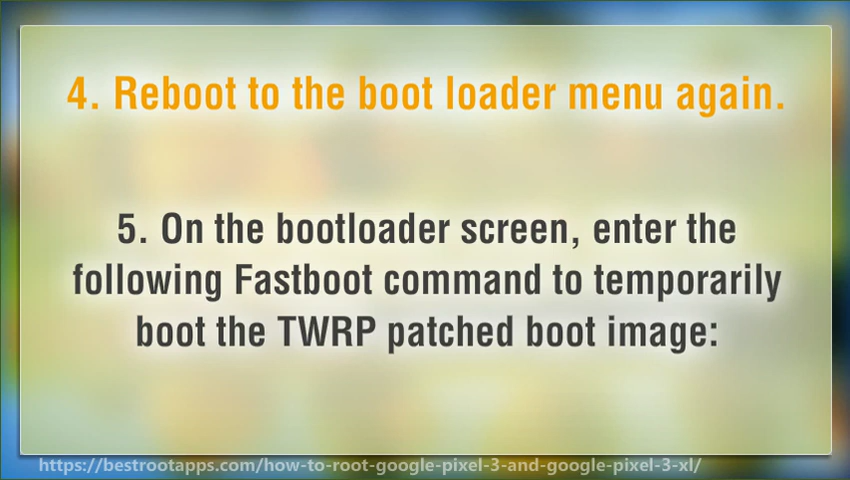 4. Reboot to the boot loader menu again.
5. On the bootloader screen, enter the
following Fastboot command to temporarily
boot the TWRP patched boot image:
https://bestrootapps.com/how-to-root-google-pixel-3-and-google-pixel-3-xl/